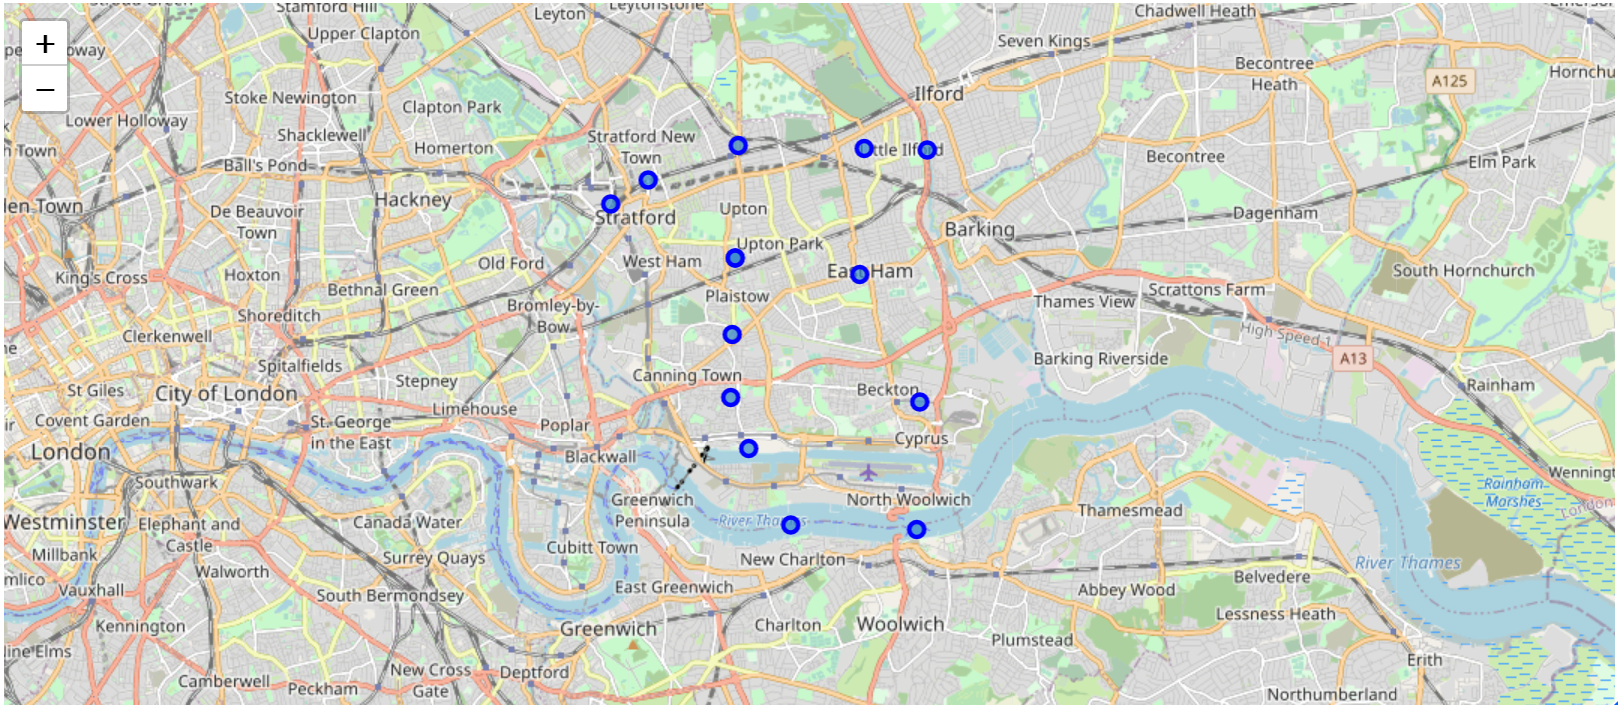 Stamford Hill
Leyton
Leytonstone
Chadwell Heath
+
Upper Clapton
Seven Kings
Becontree
Heath
Hornchu
−
Stoke Newington
Clapton Park
Ilford
A125
Lower Holloway
Shacklewell
Stratford New
Town
Homerton
Ball's Pond
Becontree
Elm Park
Hackney
De Beauvoir
Town
Stratford
Upton
Dagenham
Barking
Upton Park
King's Cross
Hoxton
Old Ford
West Ham
South Hornchurch
Bethnal Green
Plaistow
Scrattons Farm
Thames View
Shoreditch
Bromley-by-
Bow
Clerkenwell
High Speed 1
Barking Riverside
A13
Spitalfields
St Giles
City of London
Stepney
Canning Town
Beckton
Rainham
Covent Garden
Limehouse
St. George
in the East
Poplar
Cyprus
London
Blackwall
Southwark
Wenningt
Rainham
Marshes
Greenwich
Peninsula
North Woolwich
Thamesmead
London
Westminster
Elephant and
Castle
Canada Water
River Thames
Millbank
Surrey Quays
Cubitt Town
New Charlton
River Thames
mlico
Walworth
Vauxhall
South Bermondsey
East Greenwich
Abbey Wood
Belvedere
Kennington
Greenwich
Charlton
Woolwich
Lessness Heath
Plumstead
ine Elms
Erith
Camberwell
Peckham
New Cross
Gate
Deptford
Northumberland